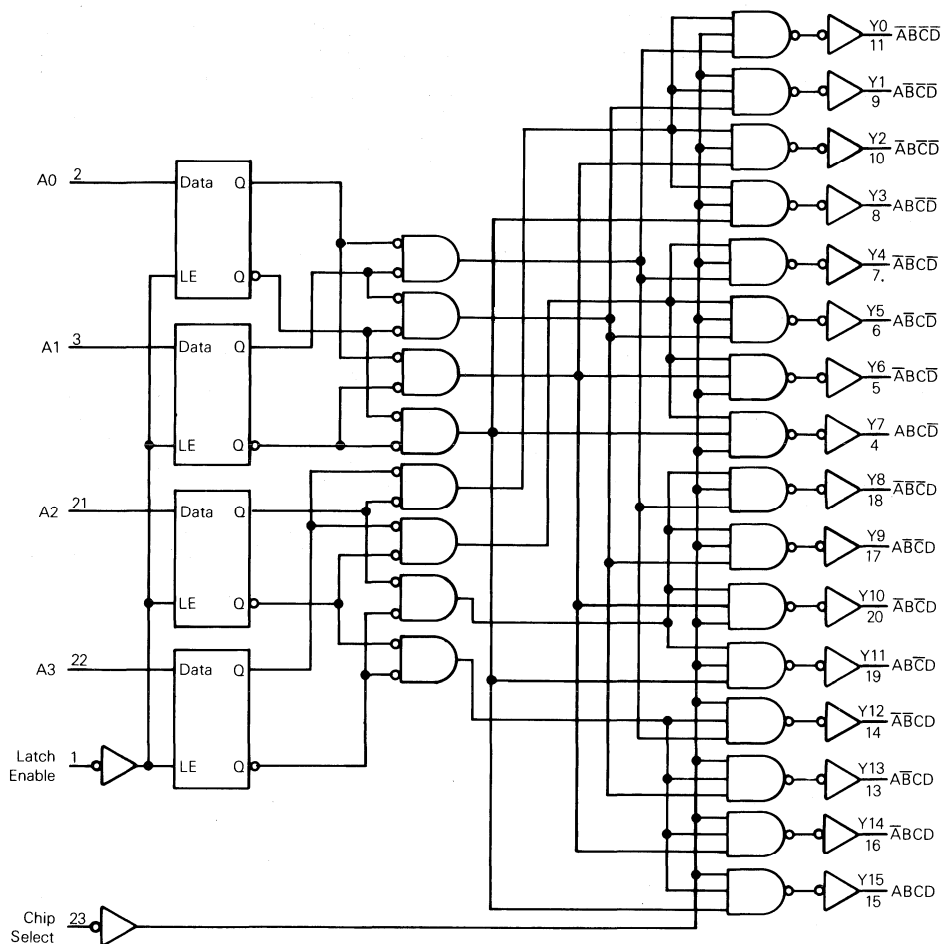 Y0 A̅B̅C̅D̅
11
Y1 AB̅C̅D̅
9
Y2 A̅BC̅D̅
10
Y3 ABC̅D̅
8
Y4 A̅B̅CD̅
7.
Y5 AB̅CD̅
6
Y6 A̅BCD̅
5
Y7 ABCD̅
4
Y8 A̅B̅C̅D
18
Y9 AB̅C̅D
17
Y10 A̅BC̅D
20
Y11 ABC̅D
19
Y12 A̅B̅CD
14
Y13 AB̅CD
13
Y14 A̅BCD
16
Y15 ABCD
15
A0 2 Data Q
LE Q
A1 3 Data Q
LE Q
A2 21 Data Q
LE Q
A3 22 Data Q
LE Q
Latch
Enable
1
Chip
Select
23